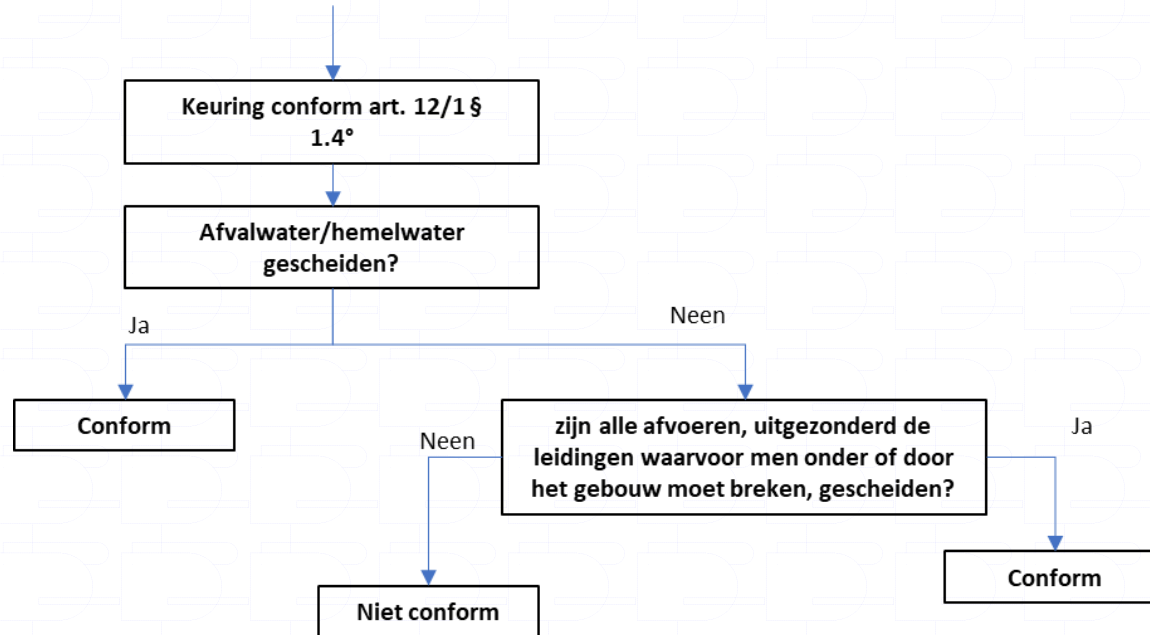 Keuring conform art. 12/1 §
1.4°
Afvalwater/hemelwater
gescheiden?
Ja
Neen
Conform
zijn alle afvoeren, uitgezonderd de
leidingen waarvoor men onder of door
het gebouw moet breken, gescheiden?
Neen
Ja
Conform
Niet conform